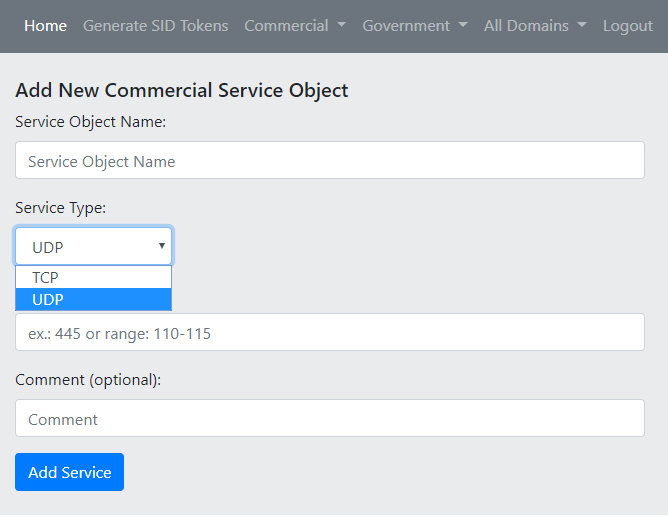 Home Generate SID Tokens Commercial Government All Domains Logout
Add New Commercial Service Object
Service Object Name:
Service Object Name
Service Type:
UDP
TCP
UDP
ex.: 445 or range: 110-115
Comment (optional):
Comment
Add Service